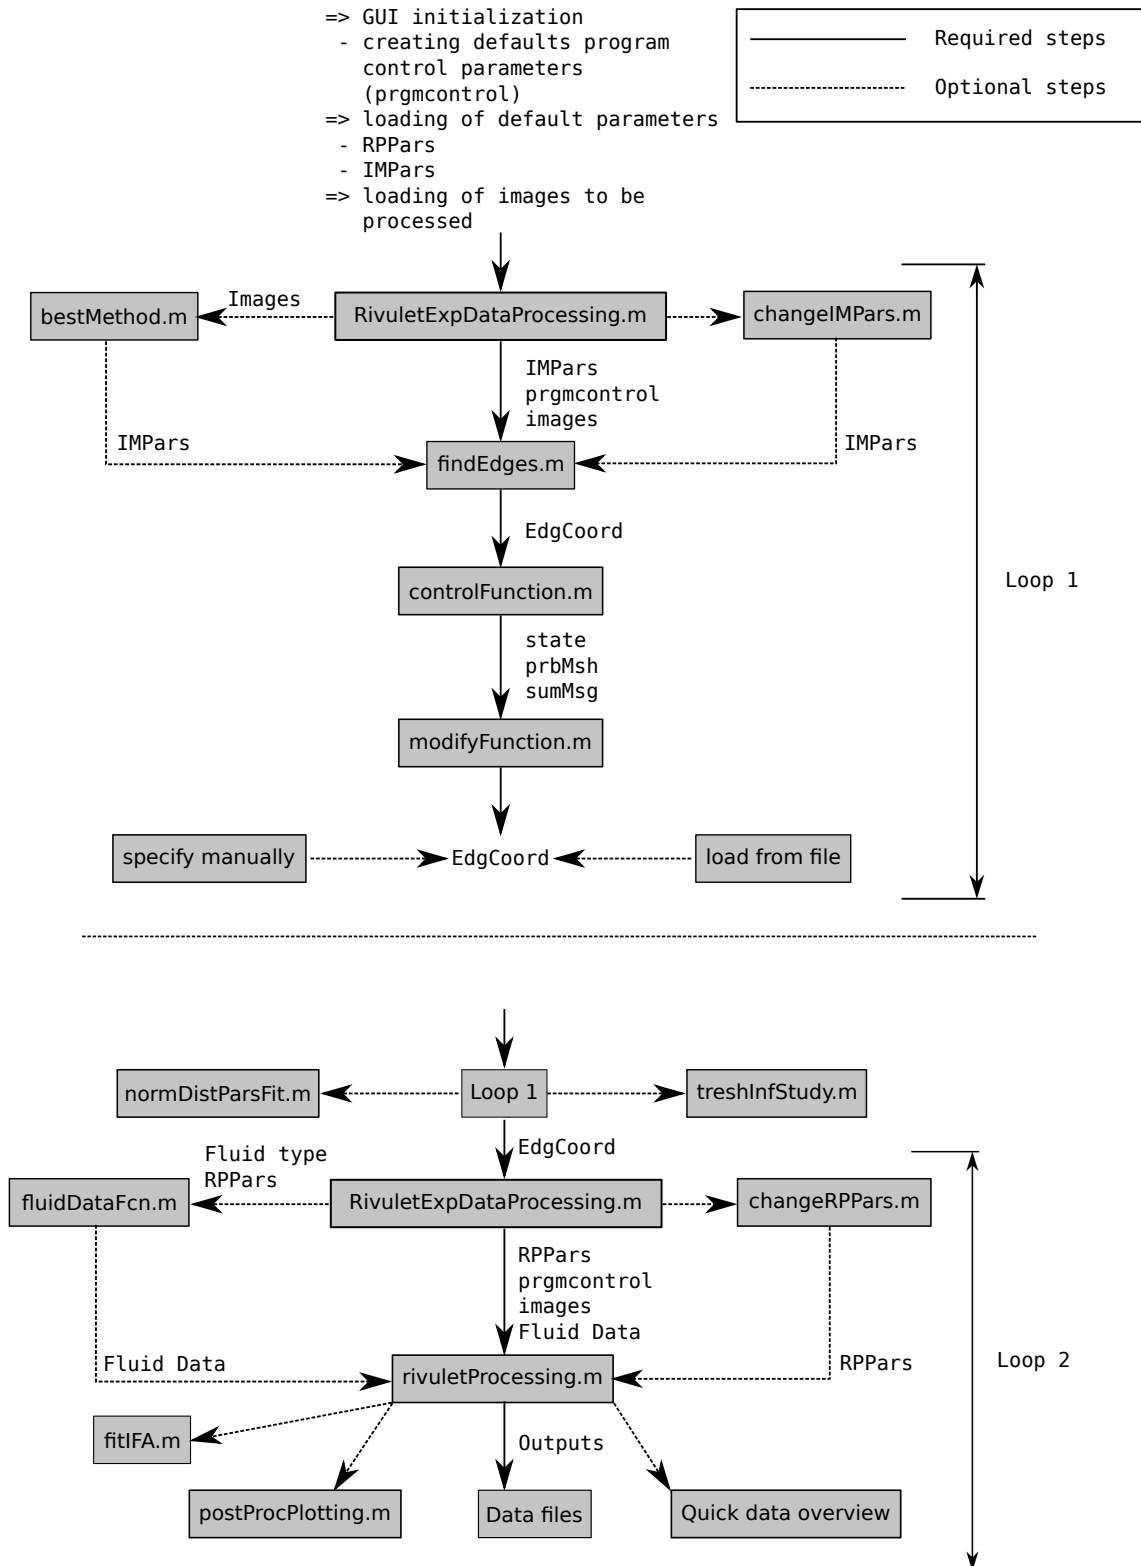 => GUI initialization
- creating defaults program
control parameters
(prgmcontrol)
=> loading of default parameters
- RPPars
- IMPars
=> loading of images to be
processed
Required steps
Optional steps
bestMethod.m
Images
RivuletExpDataProcessing.m
changeIMPars.m
IMPars
prgmcontrol
images
IMPars
IMPars
findEdges.m
EdgCoord
controlFunction.m
Loop 1
state
prbMsh
sumMsg
modifyFunction.m
specify manually
EdgCoord
load from file
normDistParsFit.m
Loop 1
treshInfStudy.m
EdgCoord
Fluid type
RPPars
fluidDataFcn.m
RivuletExpDataProcessing.m
changeRPPars.m
RPPars
prgmcontrol
images
Fluid Data
Fluid Data
RPPars
Loop 2
rivuletProcessing.m
fitIFA.m
Outputs
postProcPlotting.m
Data files
Quick data overview